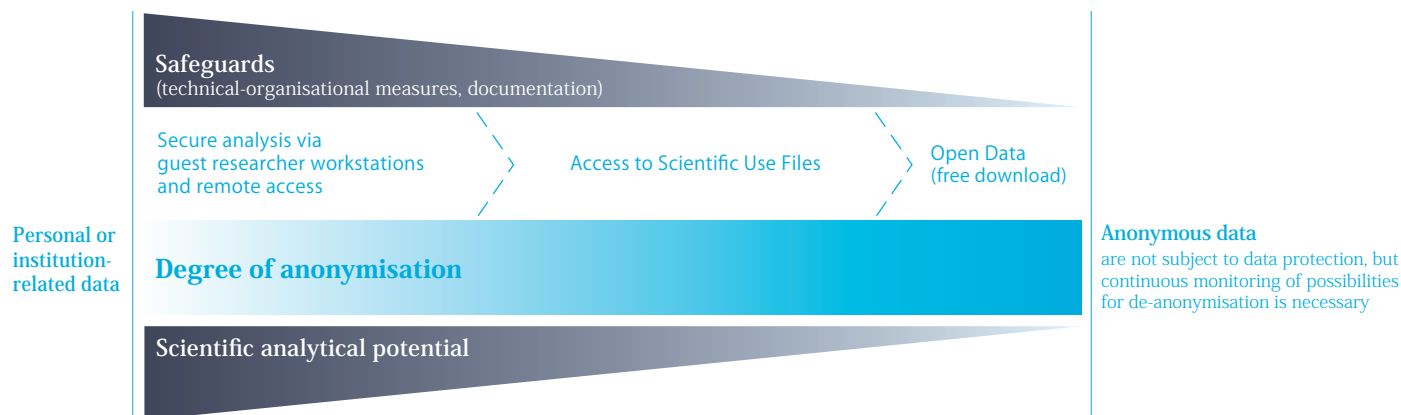 Safeguards
(technical-organisational measures, documentation)
Secure analysis via
guest researcher workstations
and remote access
Access to Scientific Use Files
Open Data
(free download)
Personal or
institution-
related data
Degree of anonymisation
Anonymous data
are not subject to data protection, but
continuous monitoring of possibilities
for de-anonymisation is necessary
Scientific analytical potential